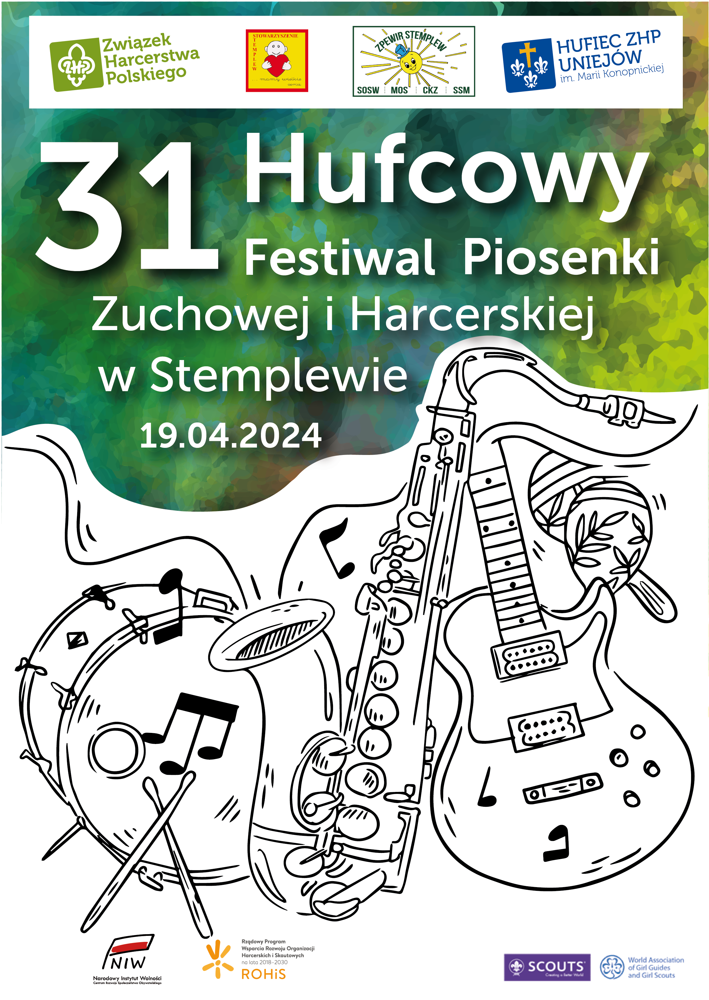 Związek
Harcerstwa
Polskiego
ZHP
STOWARZYSZENIE
STEMPLEW
... mamy wielkie
serca
ZPEWIR STEMPLEW
SOSW MOS CKZ SSM
HUFIEC ZHP
UNIEJÓW
im. Marii Konopnickiej
31 Hufcowy
Festiwal Piosenki
Zuchowej i Harcerskiej
w Stemplewie
19.04.2024
NIW
Narodowy Instytut Wolności
Centrum Rozwoju Społeczeństwa Obywatelskiego
Rządowy Program
Wsparcia Rozwoju Organizacji
Harcerskich i Skautowych
na lata 2018–2030
ROHiS
SCOUTS®
Creating a Better World
World Association
of Girl Guides
and Girl Scouts